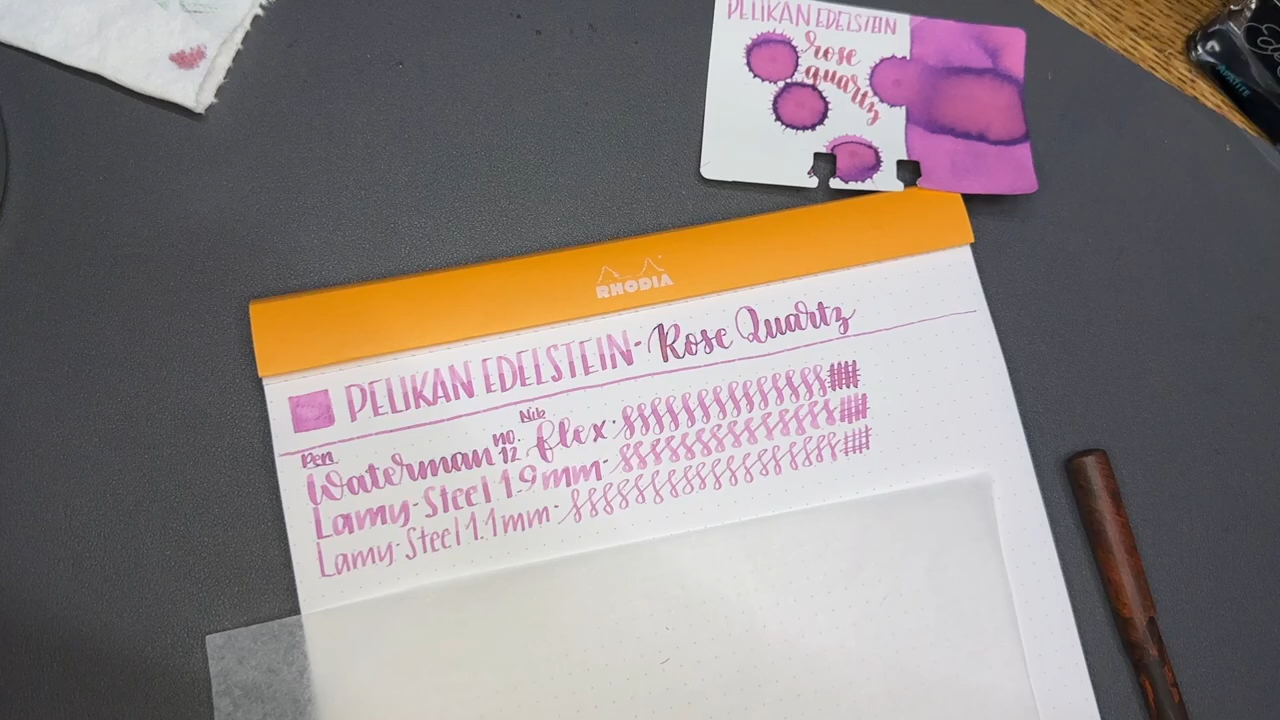 PELIKAN EDELSTEIN
rose
quartz
APATITE
RHODIA
PELIKAN EDELSTEIN - Rose Quartz
Pen Nib
Waterman no. 12 flex
Lamy-Steel 1.9mm
Lamy-Steel 1.1mm